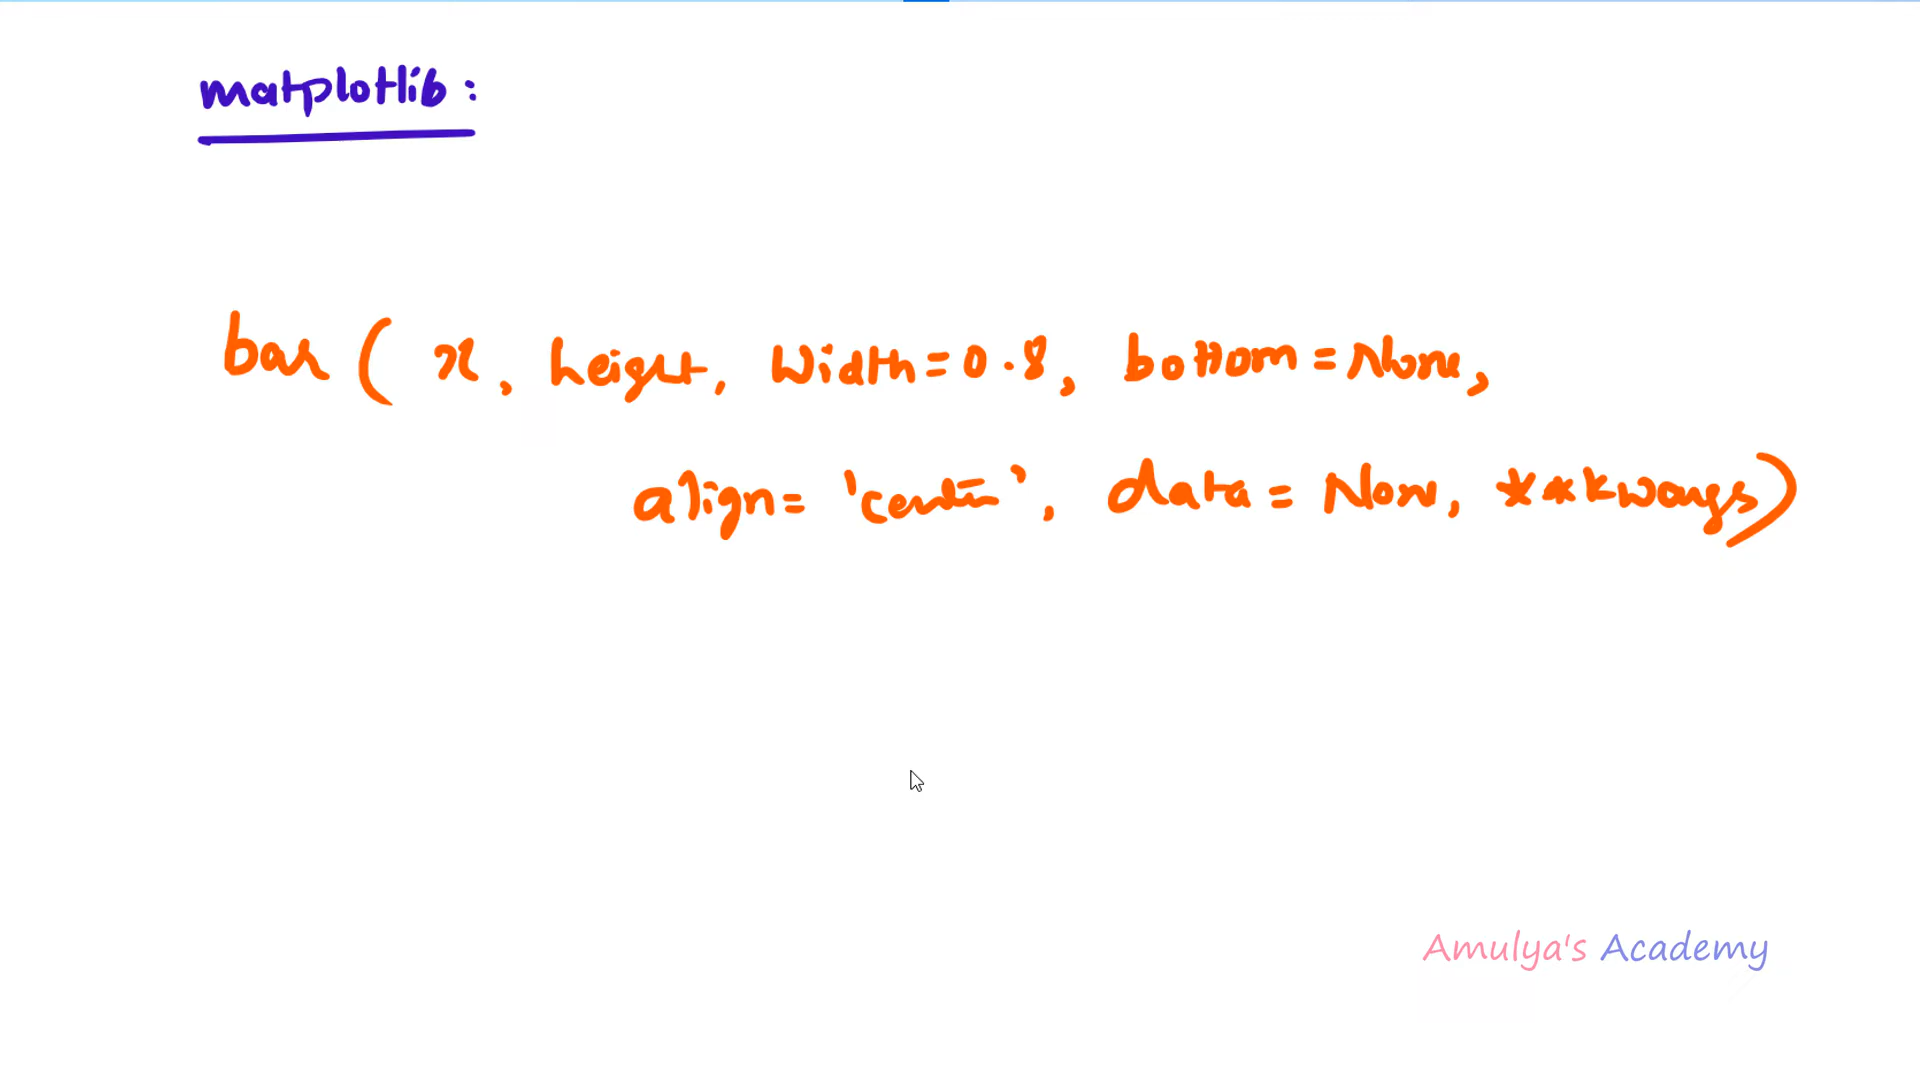 matplotlib:
bar ( x, height, width=0.8, bottom=None,
align='center', data=None, **kwargs)
Amulya's Academy